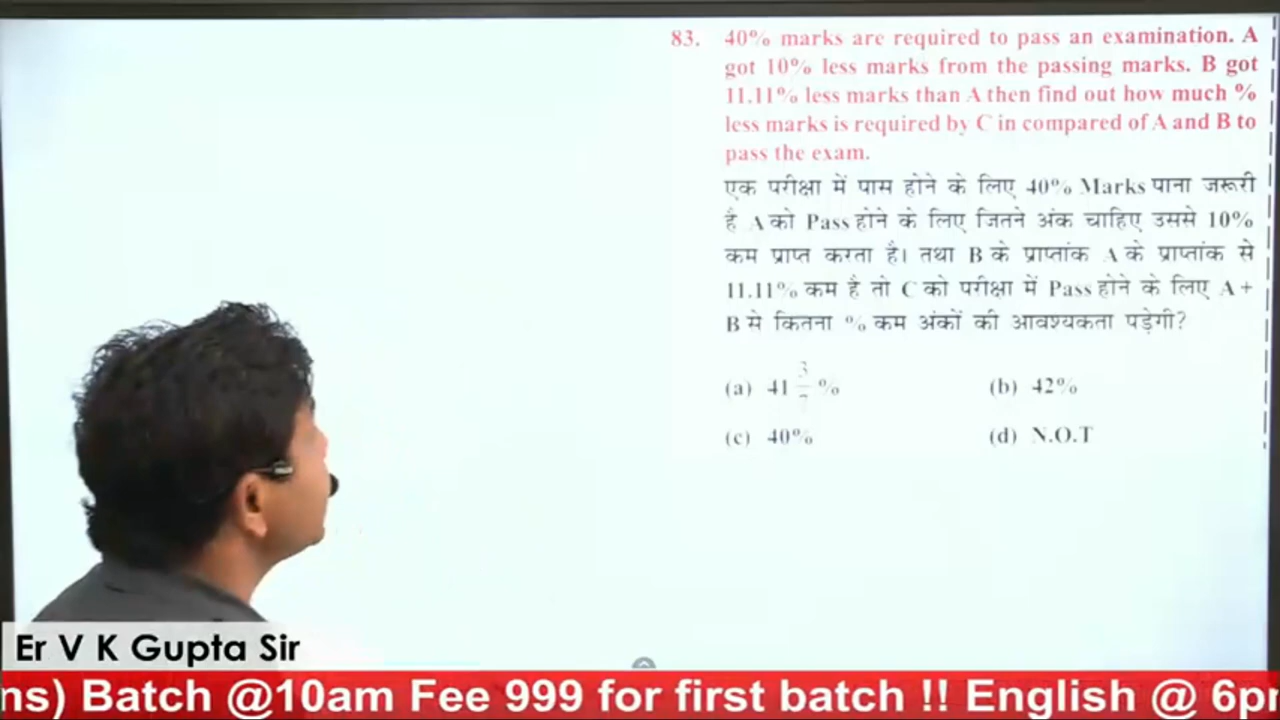 83. 40% marks are required to pass an examination. A
got 10% less marks from the passing marks. B got
11.11% less marks than A then find out how much %
less marks is required by C in compared of A and B to
pass the exam.
एक परीक्षा में पास होने के लिए 40% Marks पाना जरूरी
है A को Pass होने के लिए जितने अंक चाहिए उससे 10%
कम प्राप्त करता है। तथा B के प्राप्तांक A के प्राप्तांक से
11.11% कम है तो C को परीक्षा में Pass होने के लिए A +
B से कितना % कम अंकों की आवश्यकता पड़ेगी?
(a) 41 3/7 % (b) 42%
(c) 40% (d) N.O.T
Er V K Gupta Sir
ns) Batch @10am Fee 999 for first batch !! English @ 6p